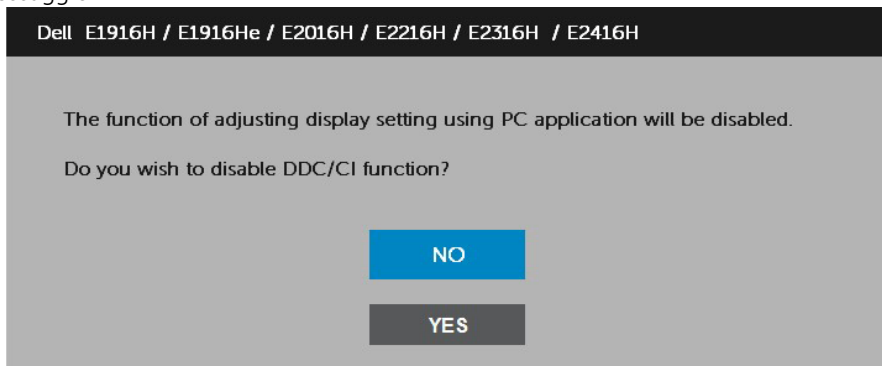 Dell E1916H / E1916He / E2016H / E2216H / E2316H / E2416H
The function of adjusting display setting using PC application will be disabled.
Do you wish to disable DDC/CI function?
NO
YES